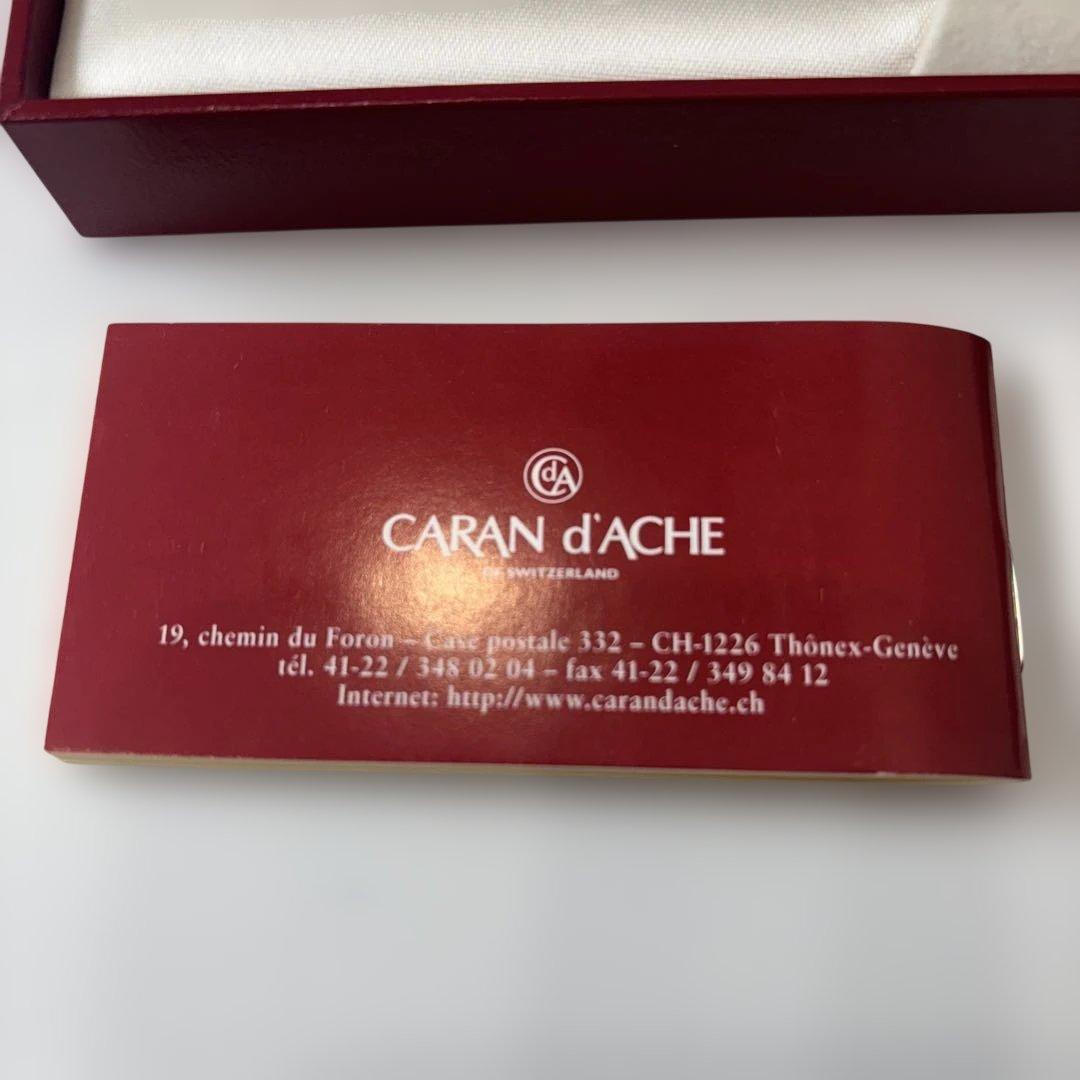 CdA
CARAN d'ACHE
OF SWITZERLAND
19, chemin du Foron – Case postale 332 – CH-1226 Thônex-Genève
tél. 41-22 / 348 02 04 – fax 41-22 / 349 84 12
Internet: http://www.carandache.ch